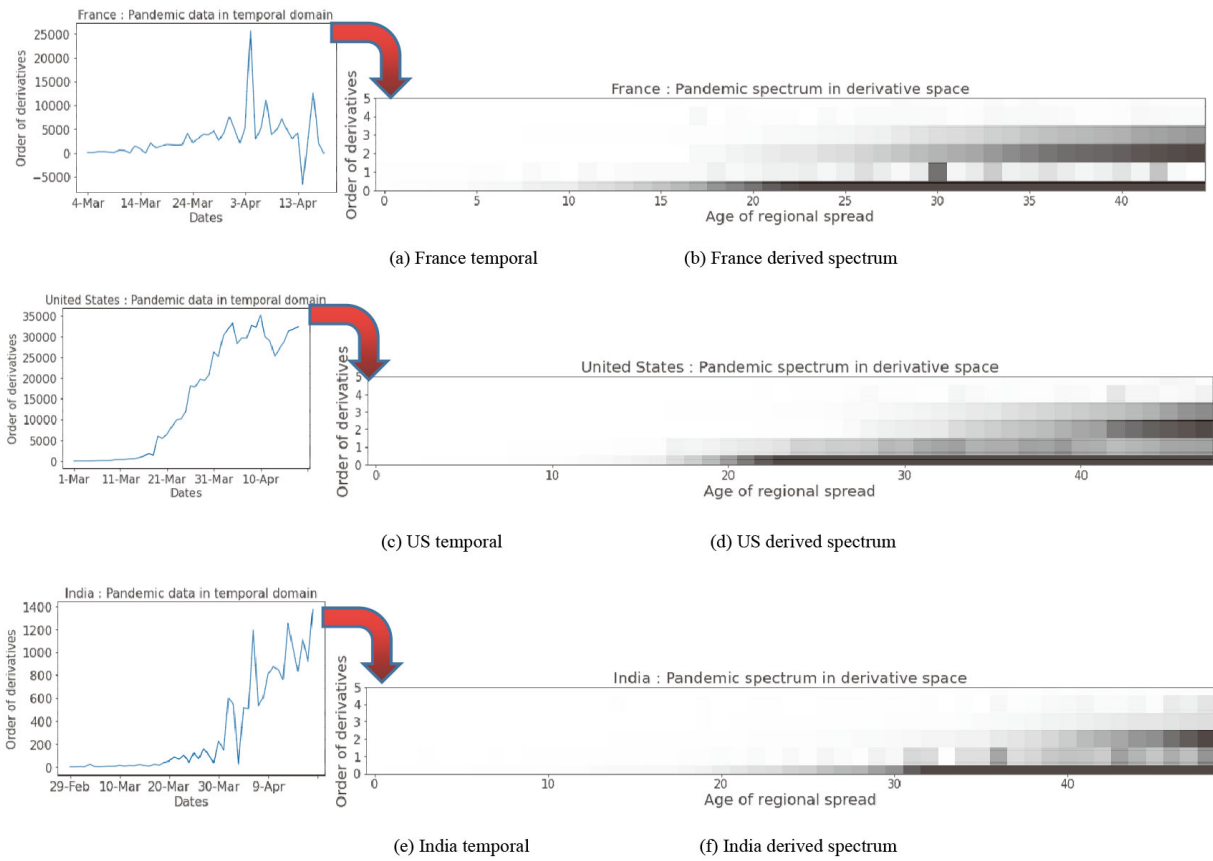 France : Pandemic data in temporal domain
Order of derivatives
25000
20000
15000
10000
5000
0
−5000
4-Mar 14-Mar 24-Mar 3-Apr 13-Apr
Dates
France : Pandemic spectrum in derivative space
Order of derivatives
5
4
3
2
1
0
0 5 10 15 20 25 30 35 40
Age of regional spread
(a) France temporal
(b) France derived spectrum
United States : Pandemic data in temporal domain
Order of derivatives
35000
30000
25000
20000
15000
10000
5000
0
1-Mar 11-Mar 21-Mar 31-Mar 10-Apr
Dates
United States : Pandemic spectrum in derivative space
Order of derivatives
5
4
3
2
1
0
0 10 20 30 40
Age of regional spread
(c) US temporal
(d) US derived spectrum
India : Pandemic data in temporal domain
Order of derivatives
1400
1200
1000
800
600
400
200
0
29-Feb 10-Mar 20-Mar 30-Mar 9-Apr
Dates
India : Pandemic spectrum in derivative space
Order of derivatives
5
4
3
2
1
0
0 10 20 30 40
Age of regional spread
(e) India temporal
(f) India derived spectrum